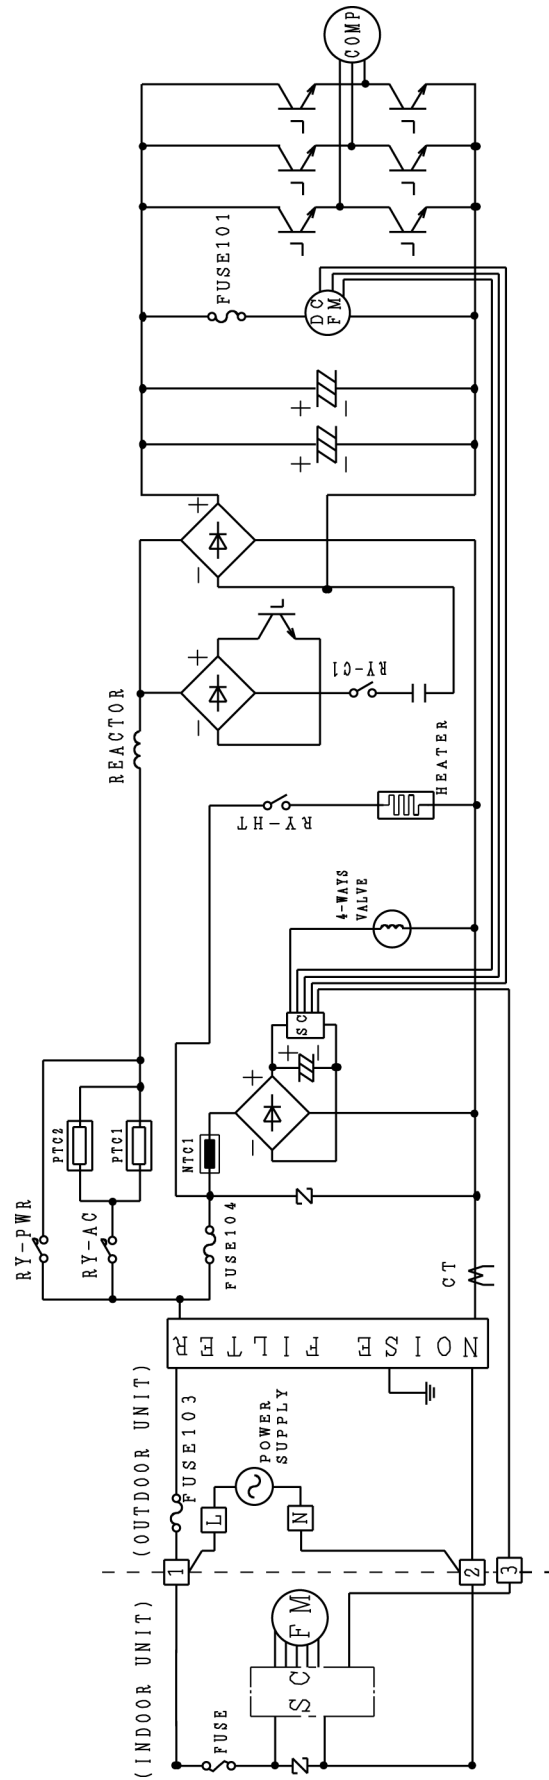 COMP
FUSE101
DC
FM
+
-
+
-
+
-
REACTOR
+
-
RY-C1
RY-HT
HEATER
4-WAYS
VALVE
SC
+
-
+
-
PTC2
PTC1
NTC1
RY-PWR
RY-AC
FUSE104
CT
NOISE FILTER
(OUTDOOR UNIT)
FUSE103
POWER
SUPPLY
L
N
1
2
3
(INDOOR UNIT)
FM
SC
FUSE